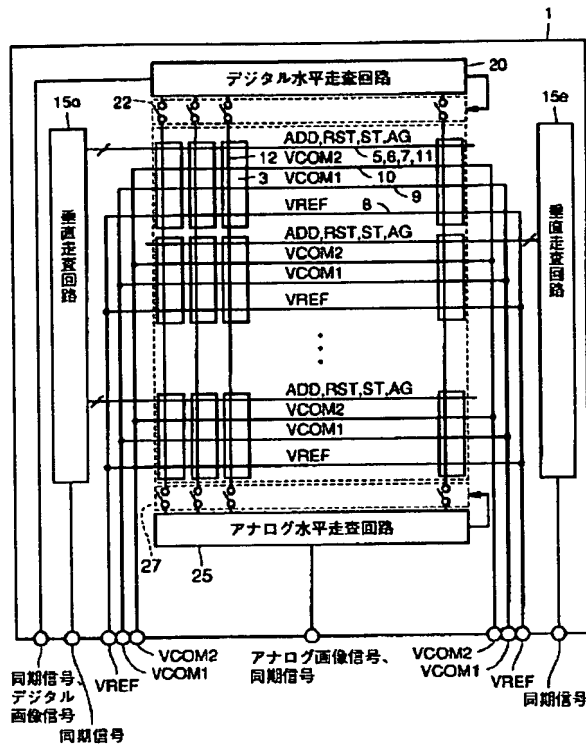 1
20
デジタル水平走査回路
15a
22
15e
ADD,RST,ST,AG
12
VCOM2
5,6,7,11
3
VCOM1
10
9
VREF
8
垂直走査回路
垂直走査回路
ADD,RST,ST,AG
VCOM2
VCOM1
VREF
ADD,RST,ST,AG
VCOM2
VCOM1
VREF
アナログ水平走査回路
27
25
同期信号、
デジタル
画像信号
同期信号
VREF
VCOM1
VCOM2
アナログ画像信号、
同期信号
VCOM2
VCOM1
VREF
同期信号